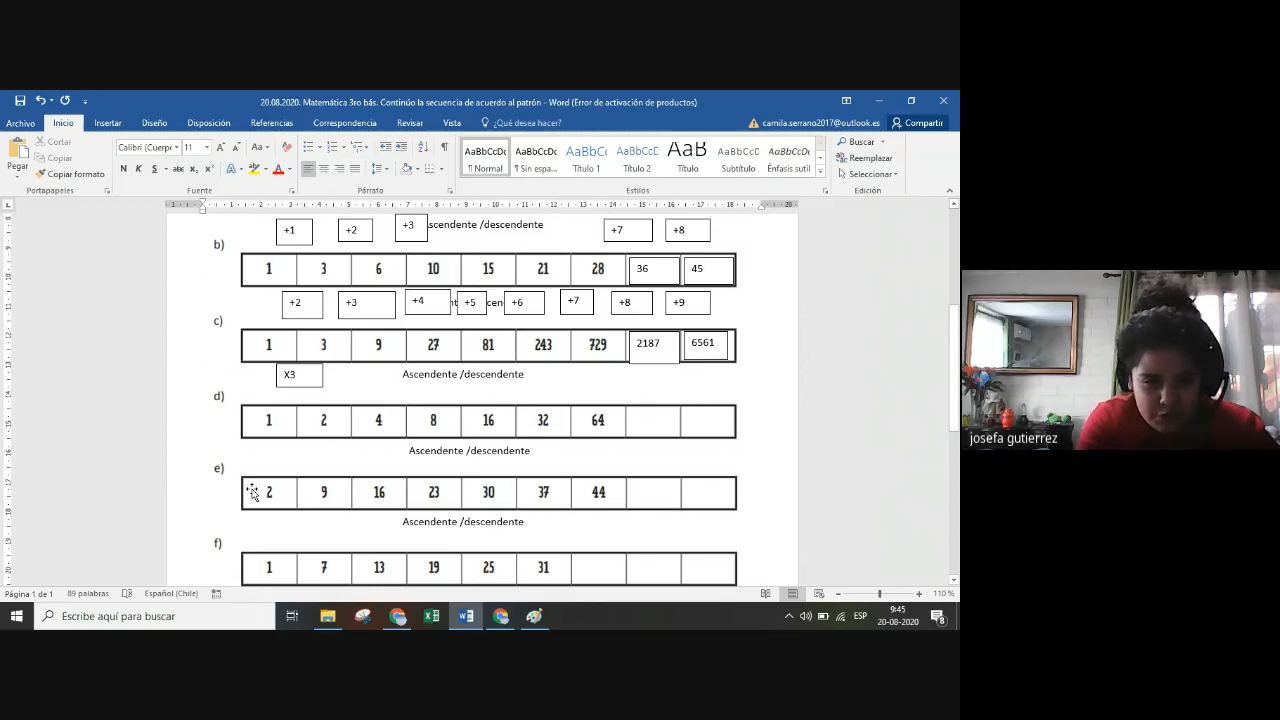 20.08.2020. Matemática 3ro bás. Continúo la secuencia de acuerdo al patrón - Word (Error de activación de productos)
Archivo Inicio Insertar Diseño Disposición Referencias Correspondencia Revisar Vista ¿Qué desea hacer? camila.serrano2017@outlook.es Compartir
Cortar
Copiar
Copiar formato
Pegar
Calibri (Cuerpo 11
N K S abc x₂ x²
AaBbCcDc AaBbCcDc AaBbCc AaBbCcD AaB AaBbCcD AaBbCcDc
¶ Normal ¶ Sin espa... Título 1 Título 2 Título Subtítulo Énfasis sutil
Buscar
Reemplazar
Seleccionar
Portapapeles Fuente Párrafo Estilos Edición
+1 +2 +3 scendente /descendente +7 +8
b)
1 3 6 10 15 21 28 36 45
+2 +3 +4 +5 +6 +7 +8 +9
c)
1 3 9 27 81 243 729 2187 6561
X3 Ascendente /descendente
d)
1 2 4 8 16 32 64
Ascendente /descendente
e)
2 9 16 23 30 37 44
Ascendente /descendente
f)
1 7 13 19 25 31
Página 1 de 1 89 palabras Español (Chile) 110 %
Escribe aquí para buscar ESP 9:45
20-08-2020 8
josefa gutierrez